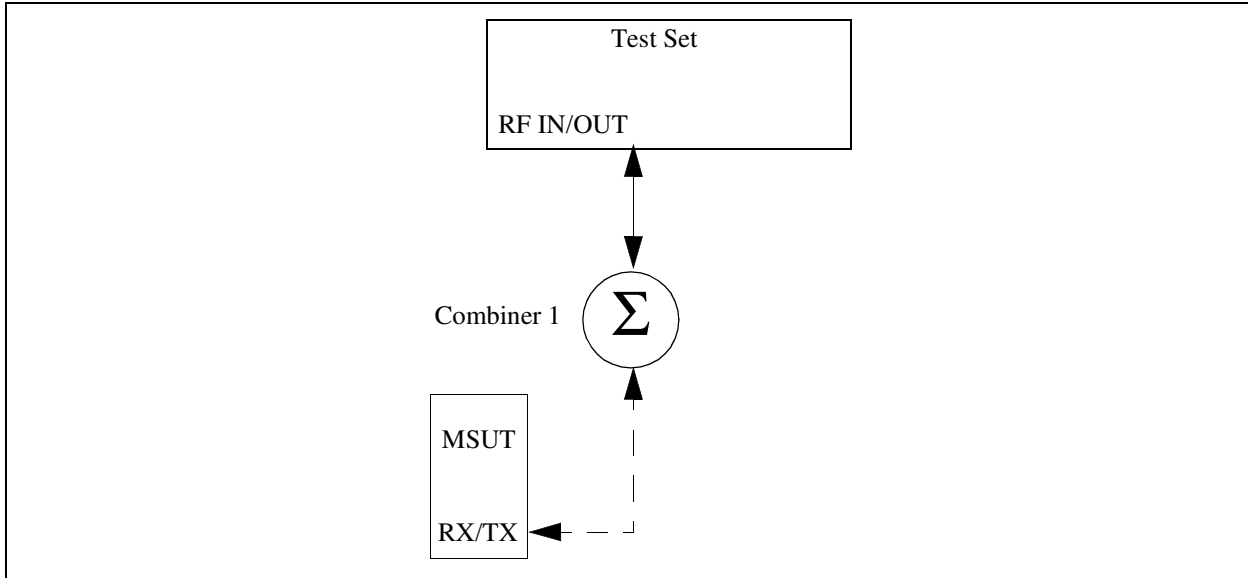 Test Set
RF IN/OUT
Combiner 1
Σ
MSUT
RX/TX